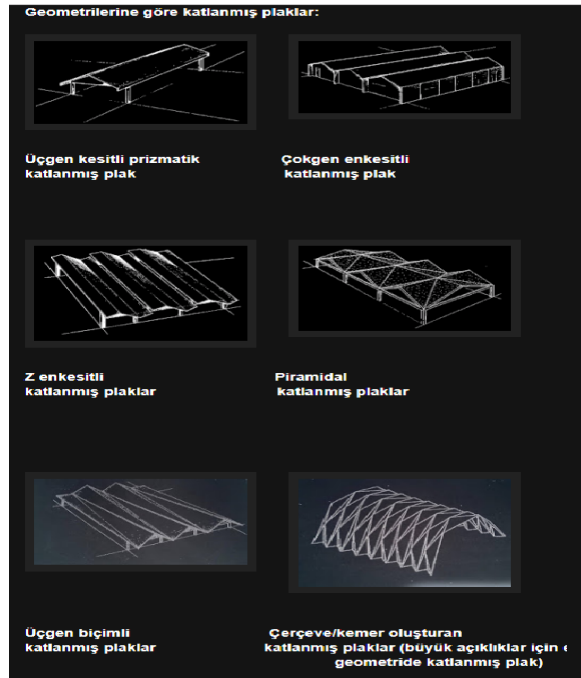 Geometrilerine göre katlanmış plaklar:
Üçgen kesitli prizmatik
katlanmış plak
Çokgen enkesitli
katlanmış plak
Z enkesitli
katlanmış plaklar
Piramidal
katlanmış plaklar
Üçgen biçimli
katlanmış plaklar
Çerçeve/kemer oluşturan
katlanmış plaklar (büyük açıklıklar için
geometride katlanmış plak)